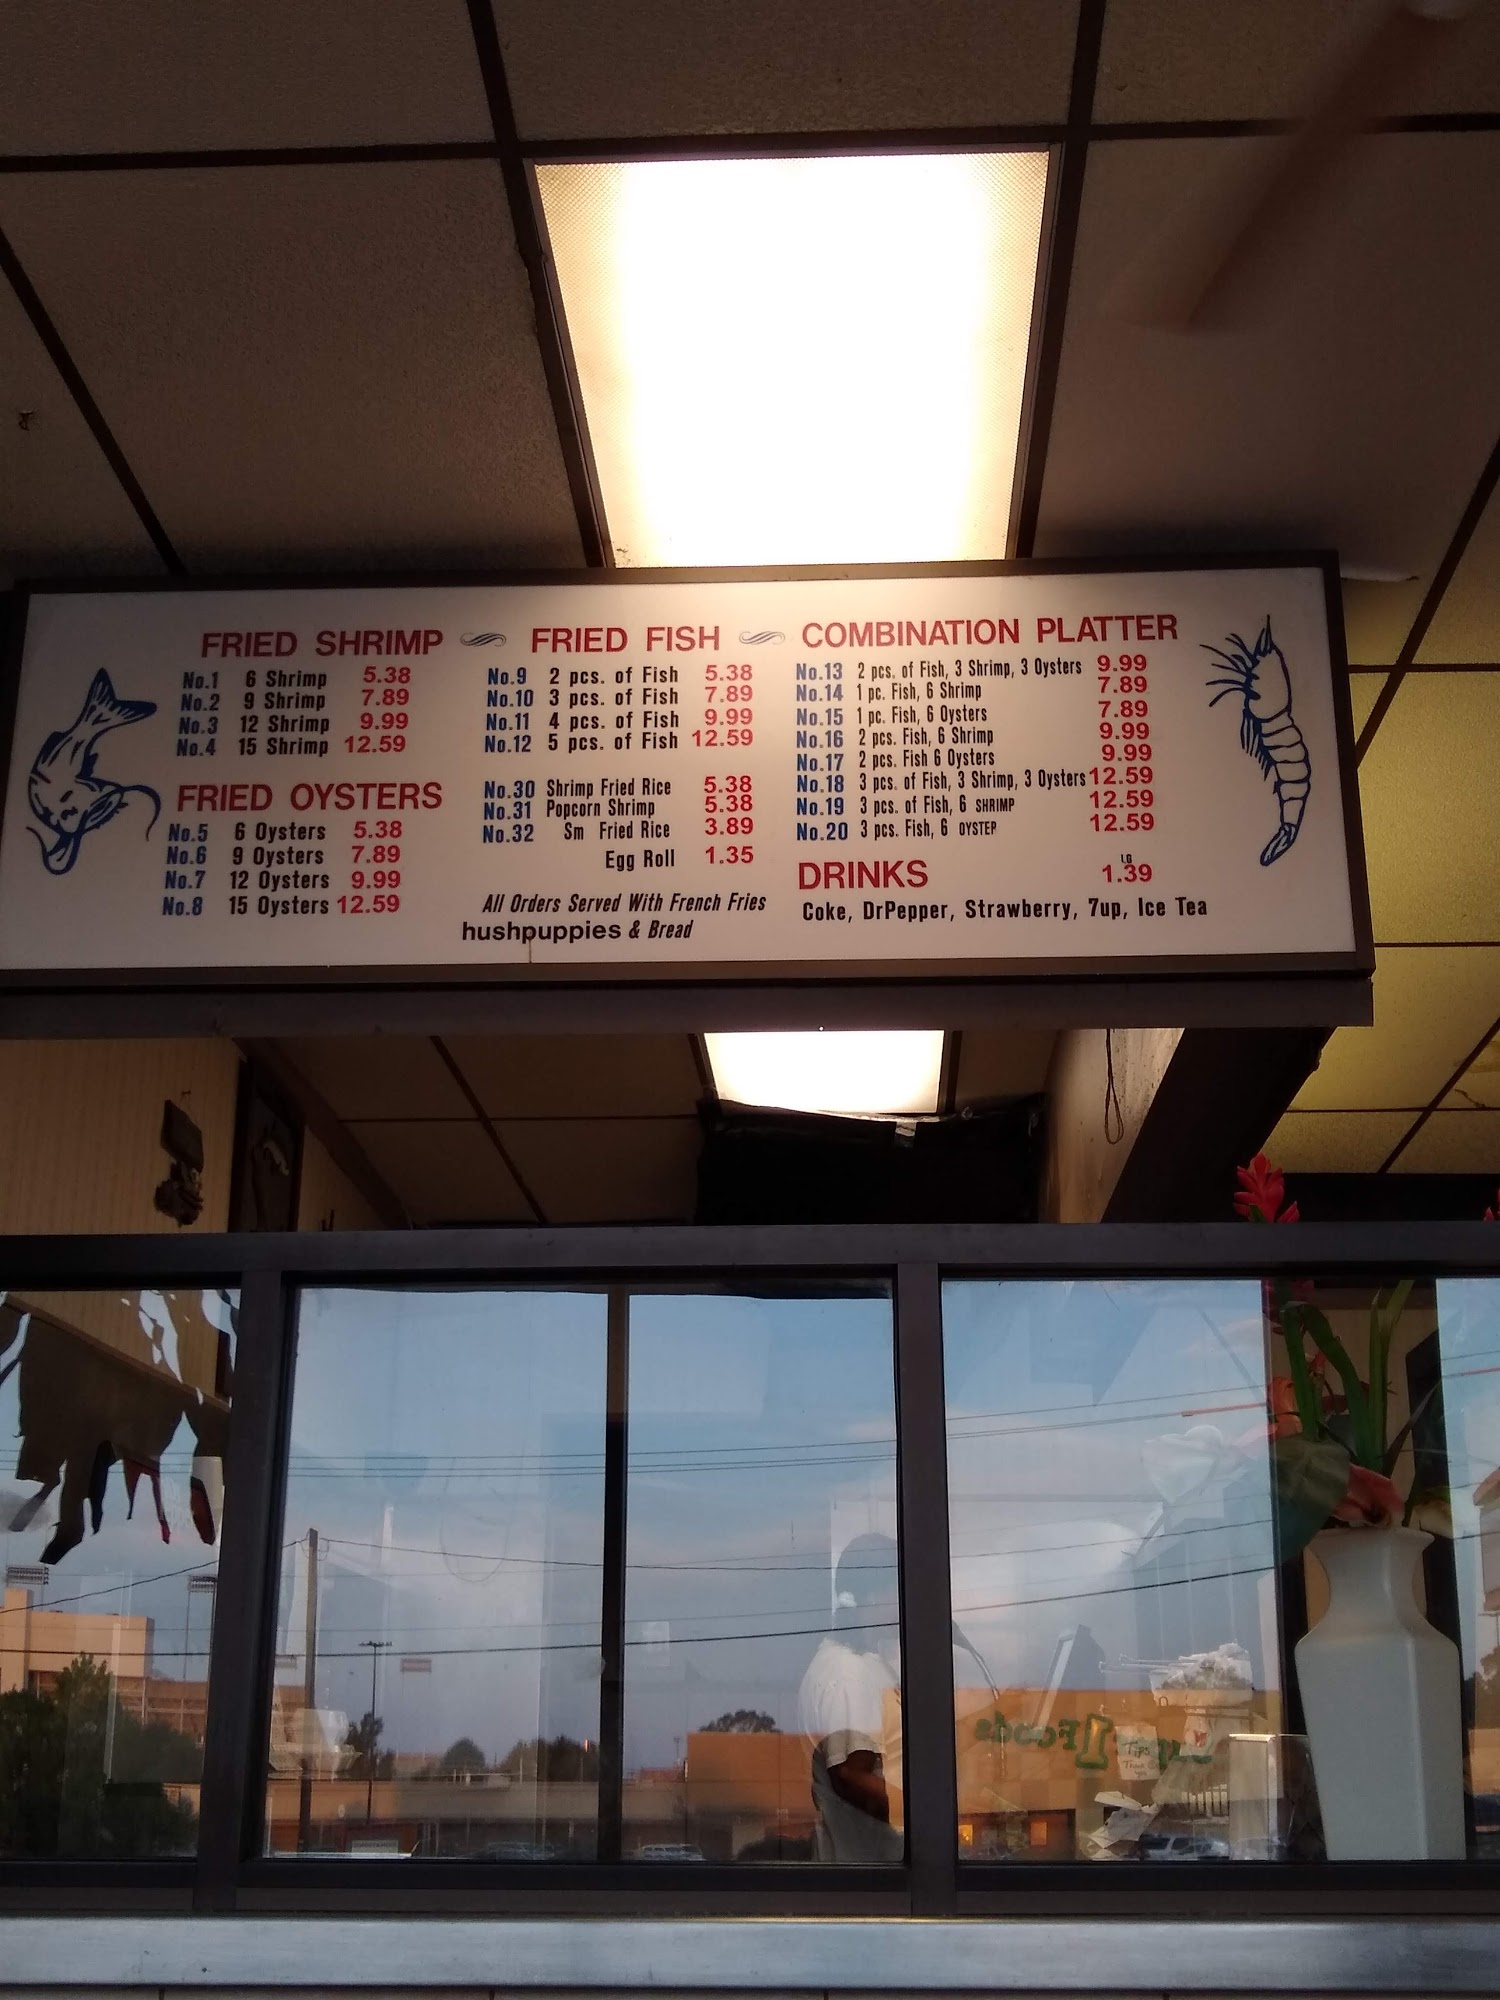 FRIED SHRIMP
No.1 6 Shrimp 5.38
No.2 9 Shrimp 7.89
No.3 12 Shrimp 9.99
No.4 15 Shrimp 12.59
FRIED OYSTERS
No.5 6 Oysters 5.38
No.6 9 Oysters 7.89
No.7 12 Oysters 9.99
No.8 15 Oysters 12.59
FRIED FISH
No.9 2 pcs. of Fish 5.38
No.10 3 pcs. of Fish 7.89
No.11 4 pcs. of Fish 9.99
No.12 5 pcs. of Fish 12.59
No.30 Shrimp Fried Rice 5.38
No.31 Popcorn Shrimp 5.38
No.32 Sm Fried Rice 3.89
Egg Roll 1.35
All Orders Served With French Fries
hushpuppies & Bread
COMBINATION PLATTER
No.13 2 pcs. of Fish, 3 Shrimp, 3 Oysters 9.99
No.14 1 pc. Fish, 6 Shrimp 7.89
No.15 1 pc. Fish, 6 Oysters 7.89
No.16 2 pcs. Fish, 6 Shrimp 9.99
No.17 2 pcs. Fish 6 Oysters 9.99
No.18 3 pcs. of Fish, 3 Shrimp, 3 Oysters 12.59
No.19 3 pcs. of Fish, 6 SHRIMP 12.59
No.20 3 pcs. Fish, 6 OYSTEP 12.59
DRINKS
LG
1.39
Coke, DrPepper, Strawberry, 7up, Ice Tea
Foods
Tips
Thank
you